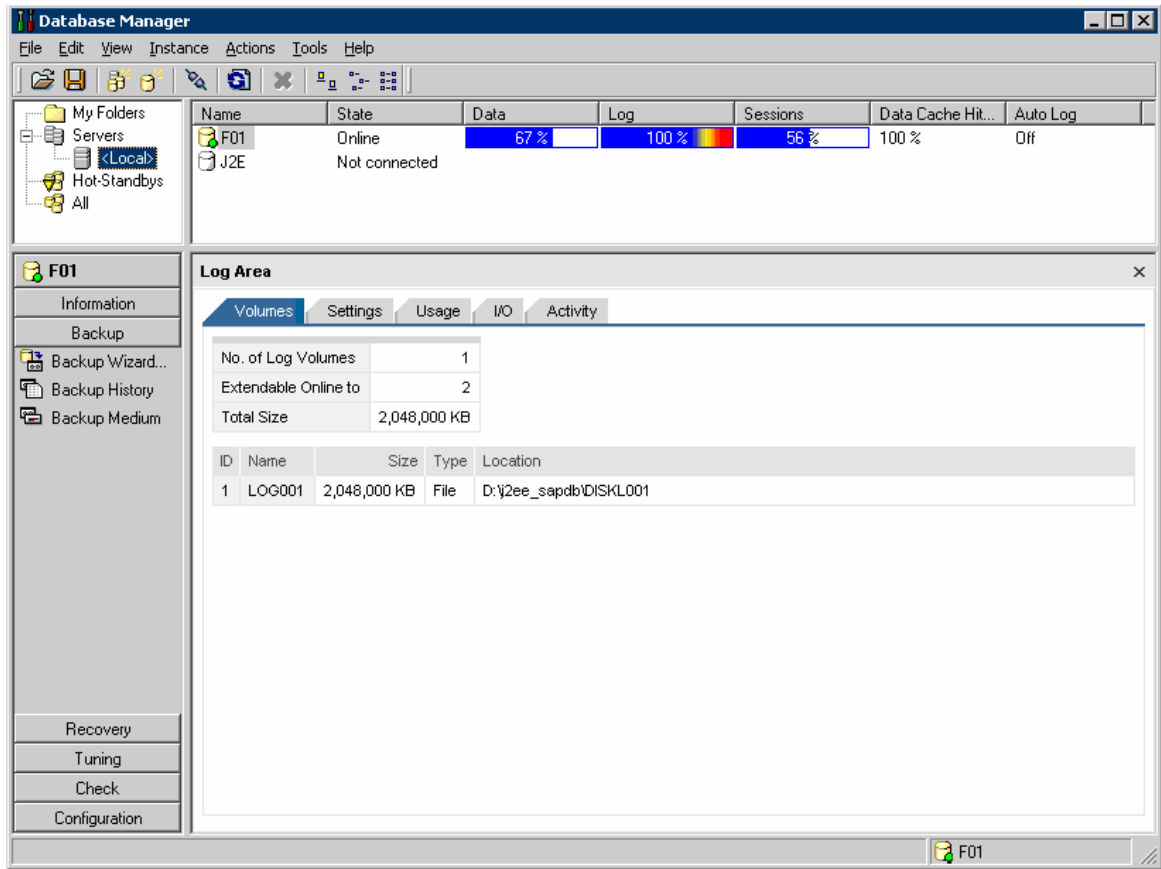 Database Manager
File Edit View Instance Actions Tools Help
My Folders
Servers
<Local>
Hot-Standbys
All
Name State Data Log Sessions Data Cache Hit... Auto Log
F01 Online 67 % 100 % 56 % 100 % Off
J2E Not connected
F01
Information
Backup
Backup Wizard...
Backup History
Backup Medium
Recovery
Tuning
Check
Configuration
Log Area
Volumes Settings Usage I/O Activity
No. of Log Volumes 1
Extendable Online to 2
Total Size 2,048,000 KB
ID Name Size Type Location
1 LOG001 2,048,000 KB File D:\j2ee_sapdb\DISKL001
F01